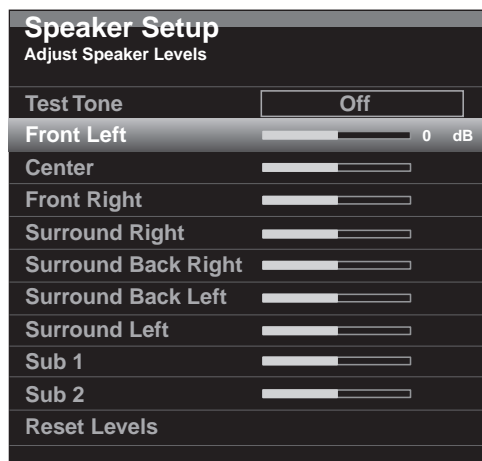 Speaker Setup
Adjust Speaker Levels
Test Tone Off
Front Left 0 dB
Center
Front Right
Surround Right
Surround Back Right
Surround Back Left
Surround Left
Sub 1
Sub 2
Reset Levels